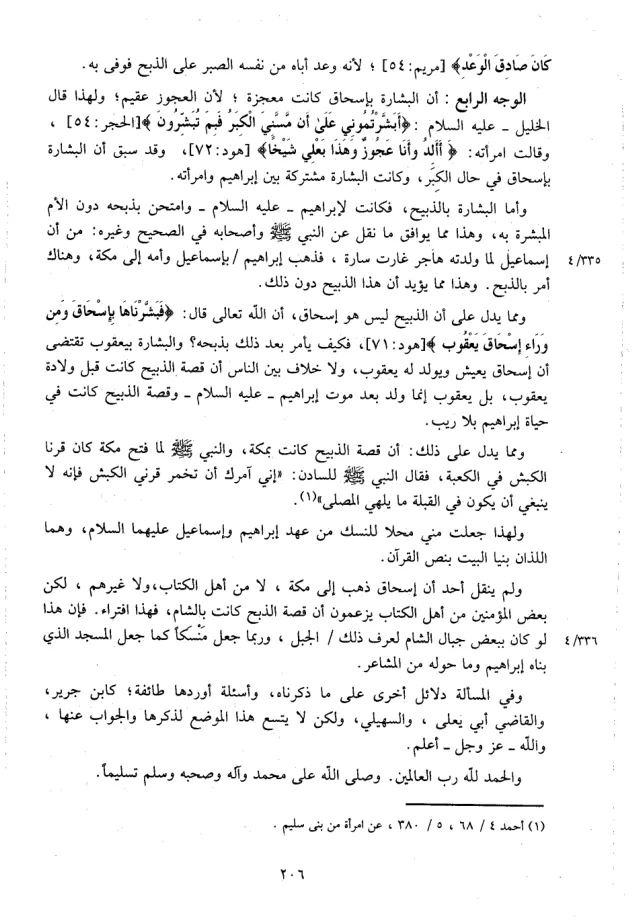 كَانَ صَادِقَ الْوَعْدِ﴾ [مريم:٥٤] ؛ لأنه وعد أباه من نفسه الصبر على الذبح فوفى به.
الوجه الرابع : أن البشارة بإسحاق كانت معجزة ؛ لأن العجوز عقيم؛ ولهذا قال
الخليل ـ عليه السلام ـ :﴿أَبَشَّرْتُمُونِي عَلَىٰ أَن مَّسَّنِيَ الْكِبَرُ فَبِمَ تُبَشِّرُونَ ﴾[الحجر:٥٤] ،
وقالت امرأته: ﴿ أَأَلِدُ وَأَنَا عَجُوزٌ وَهَٰذَا بَعْلِي شَيْخًا﴾ [هود:٧٢]، وقد سبق أن البشارة
بإسحاق في حال الكِبَر ، وكانت البشارة مشتركة بين إبراهيم وامرأته.
وأما البشارة بالذبيح، فكانت لإبراهيم ـ عليه السلام ـ وامتحن بذبحه دون الأم
المبشرة به، وهذا مما يوافق ما نقل عن النبي ﷺ وأصحابه في الصحيح وغيره: من أن
٤/٣٣٥ إسماعيل لما ولدته هاجر غارت سارة ، فذهب إبراهيم /بإسماعيل وأمه إلى مكة، وهناك
أمر بالذبح. وهذا مما يؤيد أن هذا الذبيح دون ذلك.
ومما يدل على أن الذبيح ليس هو إسحاق، أن الله تعالى قال: ﴿فَبَشَّرْنَاهَا بِإِسْحَاقَ وَمِن
وَرَاءِ إِسْحَاقَ يَعْقُوبَ ﴾[هود:٧١]، فكيف يأمر بعد ذلك بذبحه؟ والبشارة بيعقوب تقتضى
أن إسحاق يعيش ويولد له يعقوب، ولا خلاف بين الناس أن قصة الذبيح كانت قبل ولادة
يعقوب، بل يعقوب إنما ولد بعد موت إبراهيم ـ عليه السلام ـ وقصة الذبيح كانت في
حياة إبراهيم بلا ريب.
ومما يدل على ذلك: أن قصة الذبيح كانت بمكة، والنبي ﷺ لما فتح مكة كان قرنا
الكبش في الكعبة، فقال النبي ﷺ للسادن: «إني آمرك أن تخمر قرني الكبش فإنه لا
ينبغي أن يكون في القبلة ما يلهي المصلى»(١).
ولهذا جعلت مني محلا للنسك من عهد إبراهيم وإسماعيل عليهما السلام، وهما
اللذان بنيا البيت بنص القرآن.
ولم ينقل أحد أن إسحاق ذهب إلى مكة ، لا من أهل الكتاب،ولا غيرهم ، لكن
بعض المؤمنين من أهل الكتاب يزعمون أن قصة الذبح كانت بالشام، فهذا افتراء. فإن هذا
٤/٣٣٦ لو كان ببعض جبال الشام لعرف ذلك / الجبل ، وربما جعل مَنْسَكاً كما جعل المسجد الذي
بناه إبراهيم وما حوله من المشاعر.
وفي المسألة دلائل أخرى على ما ذكرناه، وأسئلة أوردها طائفة؛ كابن جرير،
والقاضي أبي يعلى ، والسهيلي، ولكن لا يتسع هذا الموضع لذكرها والجواب عنها ،
والله ـ عز وجل ـ أعلم.
والحمد لله رب العالمين. وصلى الله على محمد وآله وصحبه وسلم تسليماً.
(١) أحمد ٤ / ٦٨ ، ٥ / ٣٨٠ ، عن امرأة من بنى سليم .
٢٠٦